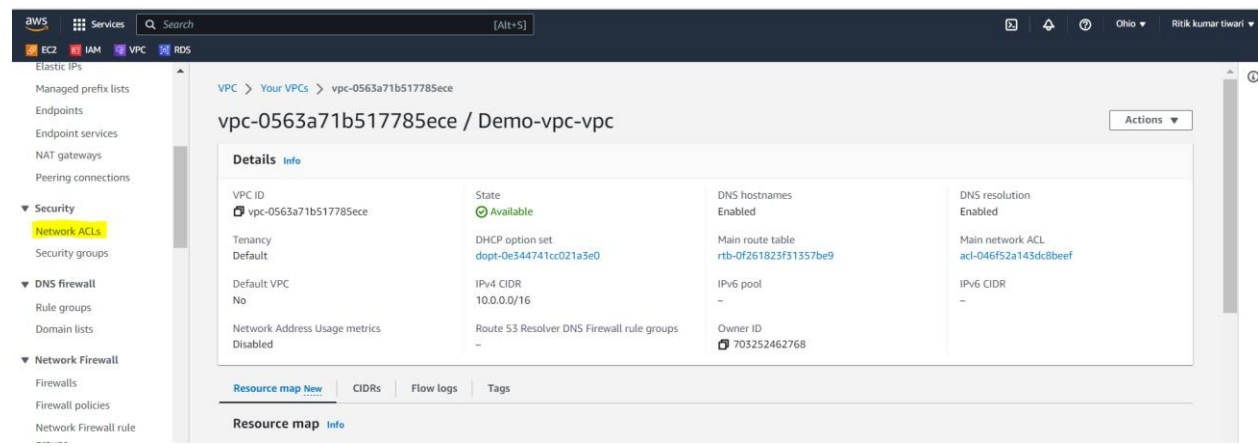 aws Services Search [Alt+S] Ohio Ritik kumar tiwari
EC2 IAM VPC RDS
Elastic IPs
Managed prefix lists
Endpoints
Endpoint services
NAT gateways
Peering connections
Security
Network ACLs
Security groups
DNS firewall
Rule groups
Domain lists
Network Firewall
Firewalls
Firewall policies
Network Firewall rule
VPC > Your VPCs > vpc-0563a71b517785ece
vpc-0563a71b517785ece / Demo-vpc-vpc
Actions
Details Info
VPC ID
vpc-0563a71b517785ece
State
Available
DNS hostnames
Enabled
DNS resolution
Enabled
Tenancy
Default
DHCP option set
dopt-0e344741cc021a3e0
Main route table
rtb-0f261823f31357be9
Main network ACL
acl-046f52a143dc8beef
Default VPC
No
IPv4 CIDR
10.0.0.0/16
IPv6 pool
–
IPv6 CIDR
–
Network Address Usage metrics
Disabled
Route 53 Resolver DNS Firewall rule groups
–
Owner ID
703252462768
Resource map New CIDRs Flow logs Tags
Resource map Info